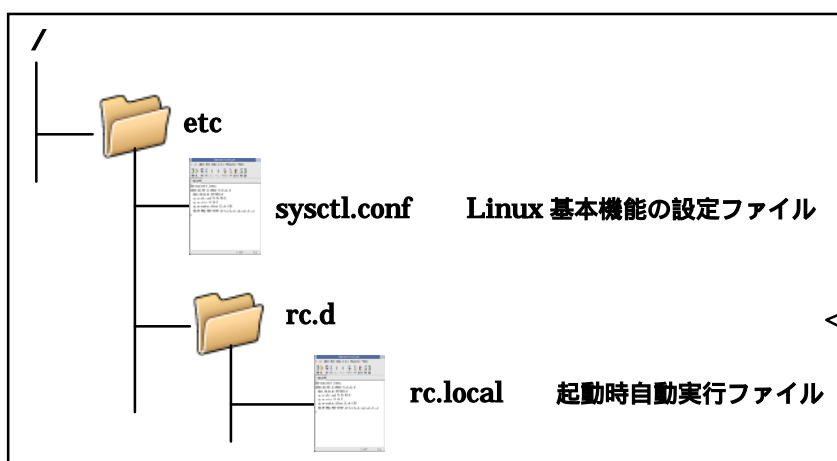 /
etc
sysctl.conf Linux 基本機能の設定ファイル
rc.d <
rc.local 起動時自動実行ファイル